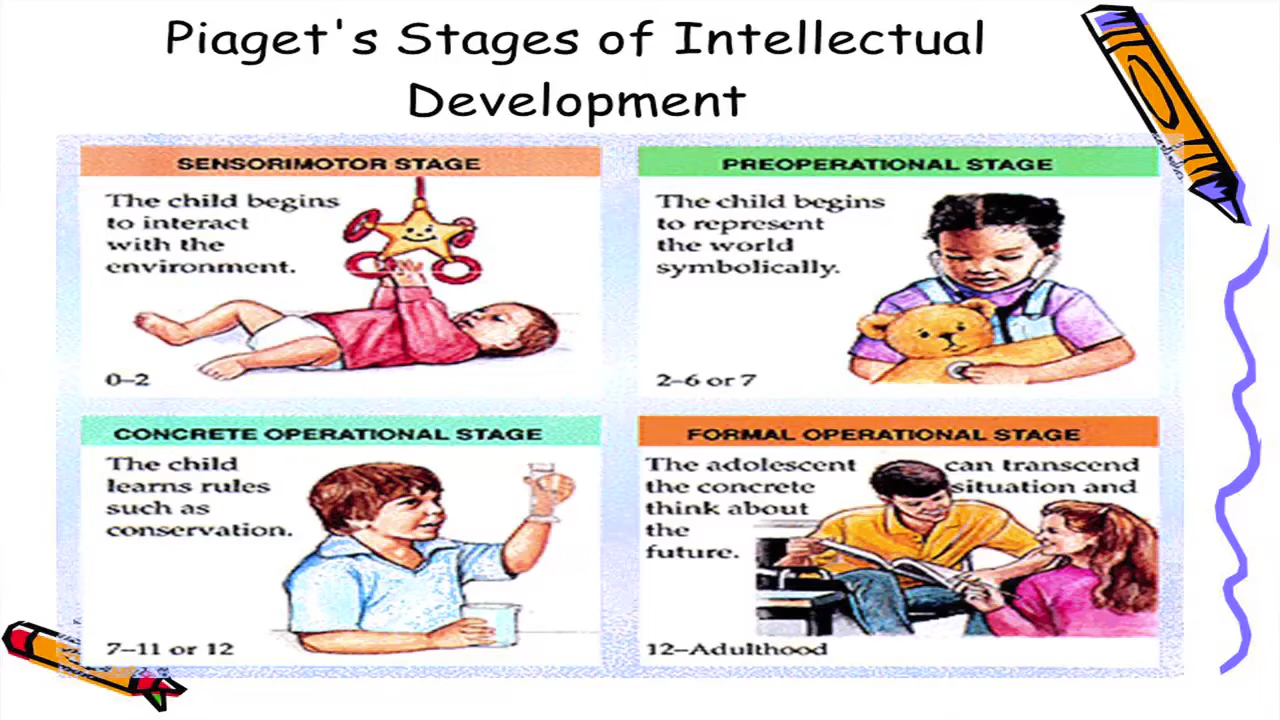 Piaget's Stages of Intellectual
Development
SENSORIMOTOR STAGE
The child begins
to interact
with the
environment.
0–2
PREOPERATIONAL STAGE
The child begins
to represent
the world
symbolically.
2–6 or 7
CONCRETE OPERATIONAL STAGE
The child
learns rules
such as
conservation.
7–11 or 12
FORMAL OPERATIONAL STAGE
The adolescent can transcend
the concrete situation and
think about
the
future.
12–Adulthood